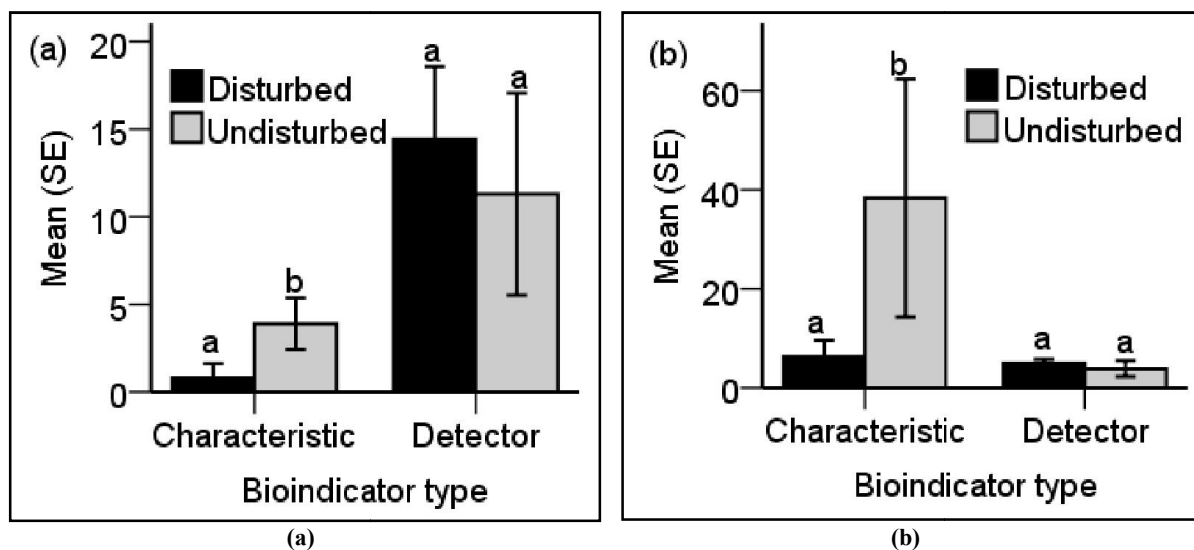 (a)
20
15
10
5
0
Mean (SE)
Disturbed
Undisturbed
a
b
a
a
Characteristic
Detector
Bioindicator type
(a)
(b)
60
40
20
0
Mean (SE)
Disturbed
Undisturbed
a
b
a
a
Characteristic
Detector
Bioindicator type
(b)